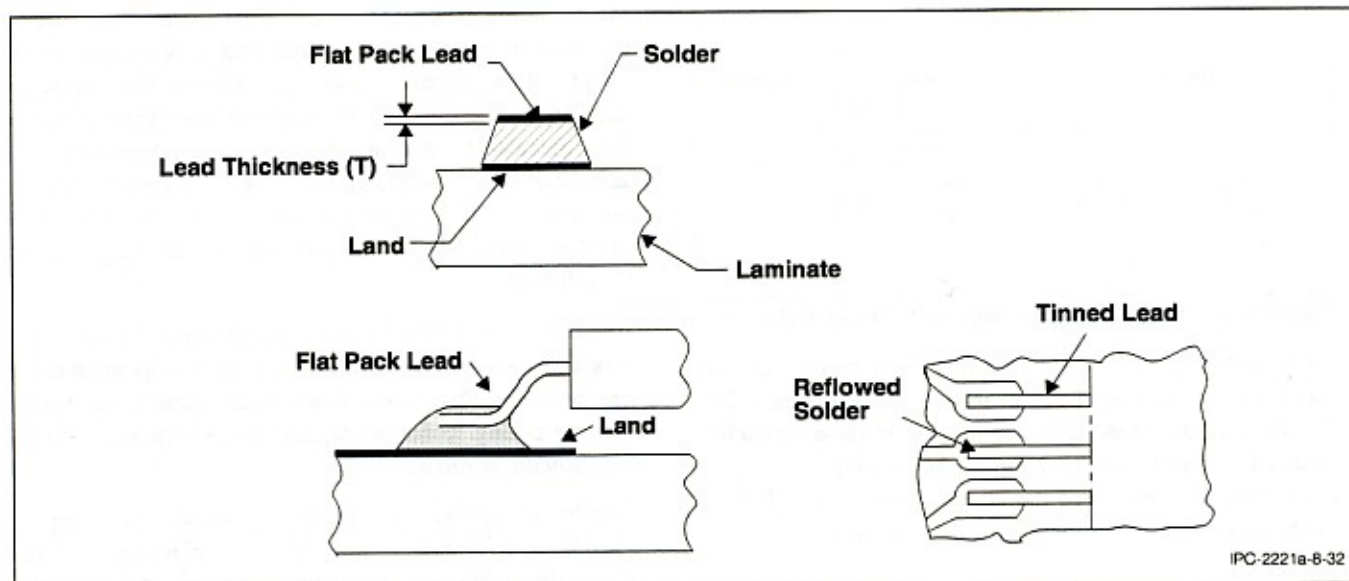 Flat Pack Lead
Solder
Lead Thickness (T)
Land
Laminate
Flat Pack Lead
Land
Tinned Lead
Reflowed
Solder
IPC-2221a-8-32